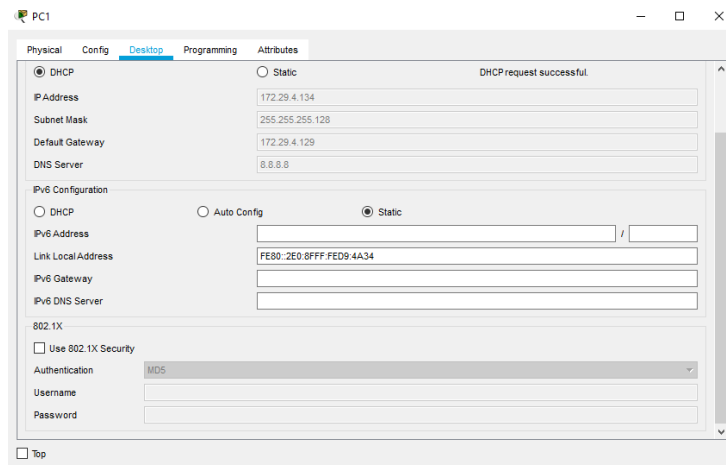 PC1
Physical Config Desktop Programming Attributes
DHCP Static DHCP request successful.
IP Address 172.29.4.134
Subnet Mask 255.255.255.128
Default Gateway 172.29.4.129
DNS Server 8.8.8.8
IPv6 Configuration
DHCP Auto Config Static
IPv6 Address /
Link Local Address FE80::2E0:8FFF:FED9:4A34
IPv6 Gateway
IPv6 DNS Server
802.1X
Use 802.1X Security
Authentication MD5
Username
Password
Top